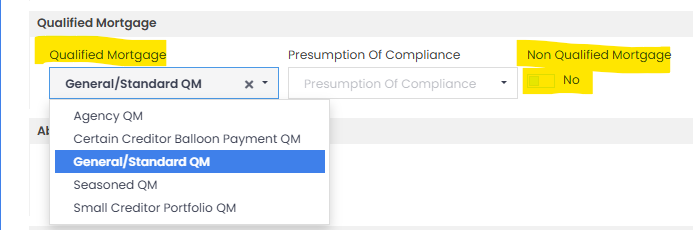 Qualified Mortgage
Qualified Mortgage
Presumption Of Compliance
Non Qualified Mortgage
General/Standard QM
Presumption Of Compliance
No
Agency QM
Certain Creditor Balloon Payment QM
General/Standard QM
Seasoned QM
Small Creditor Portfolio QM